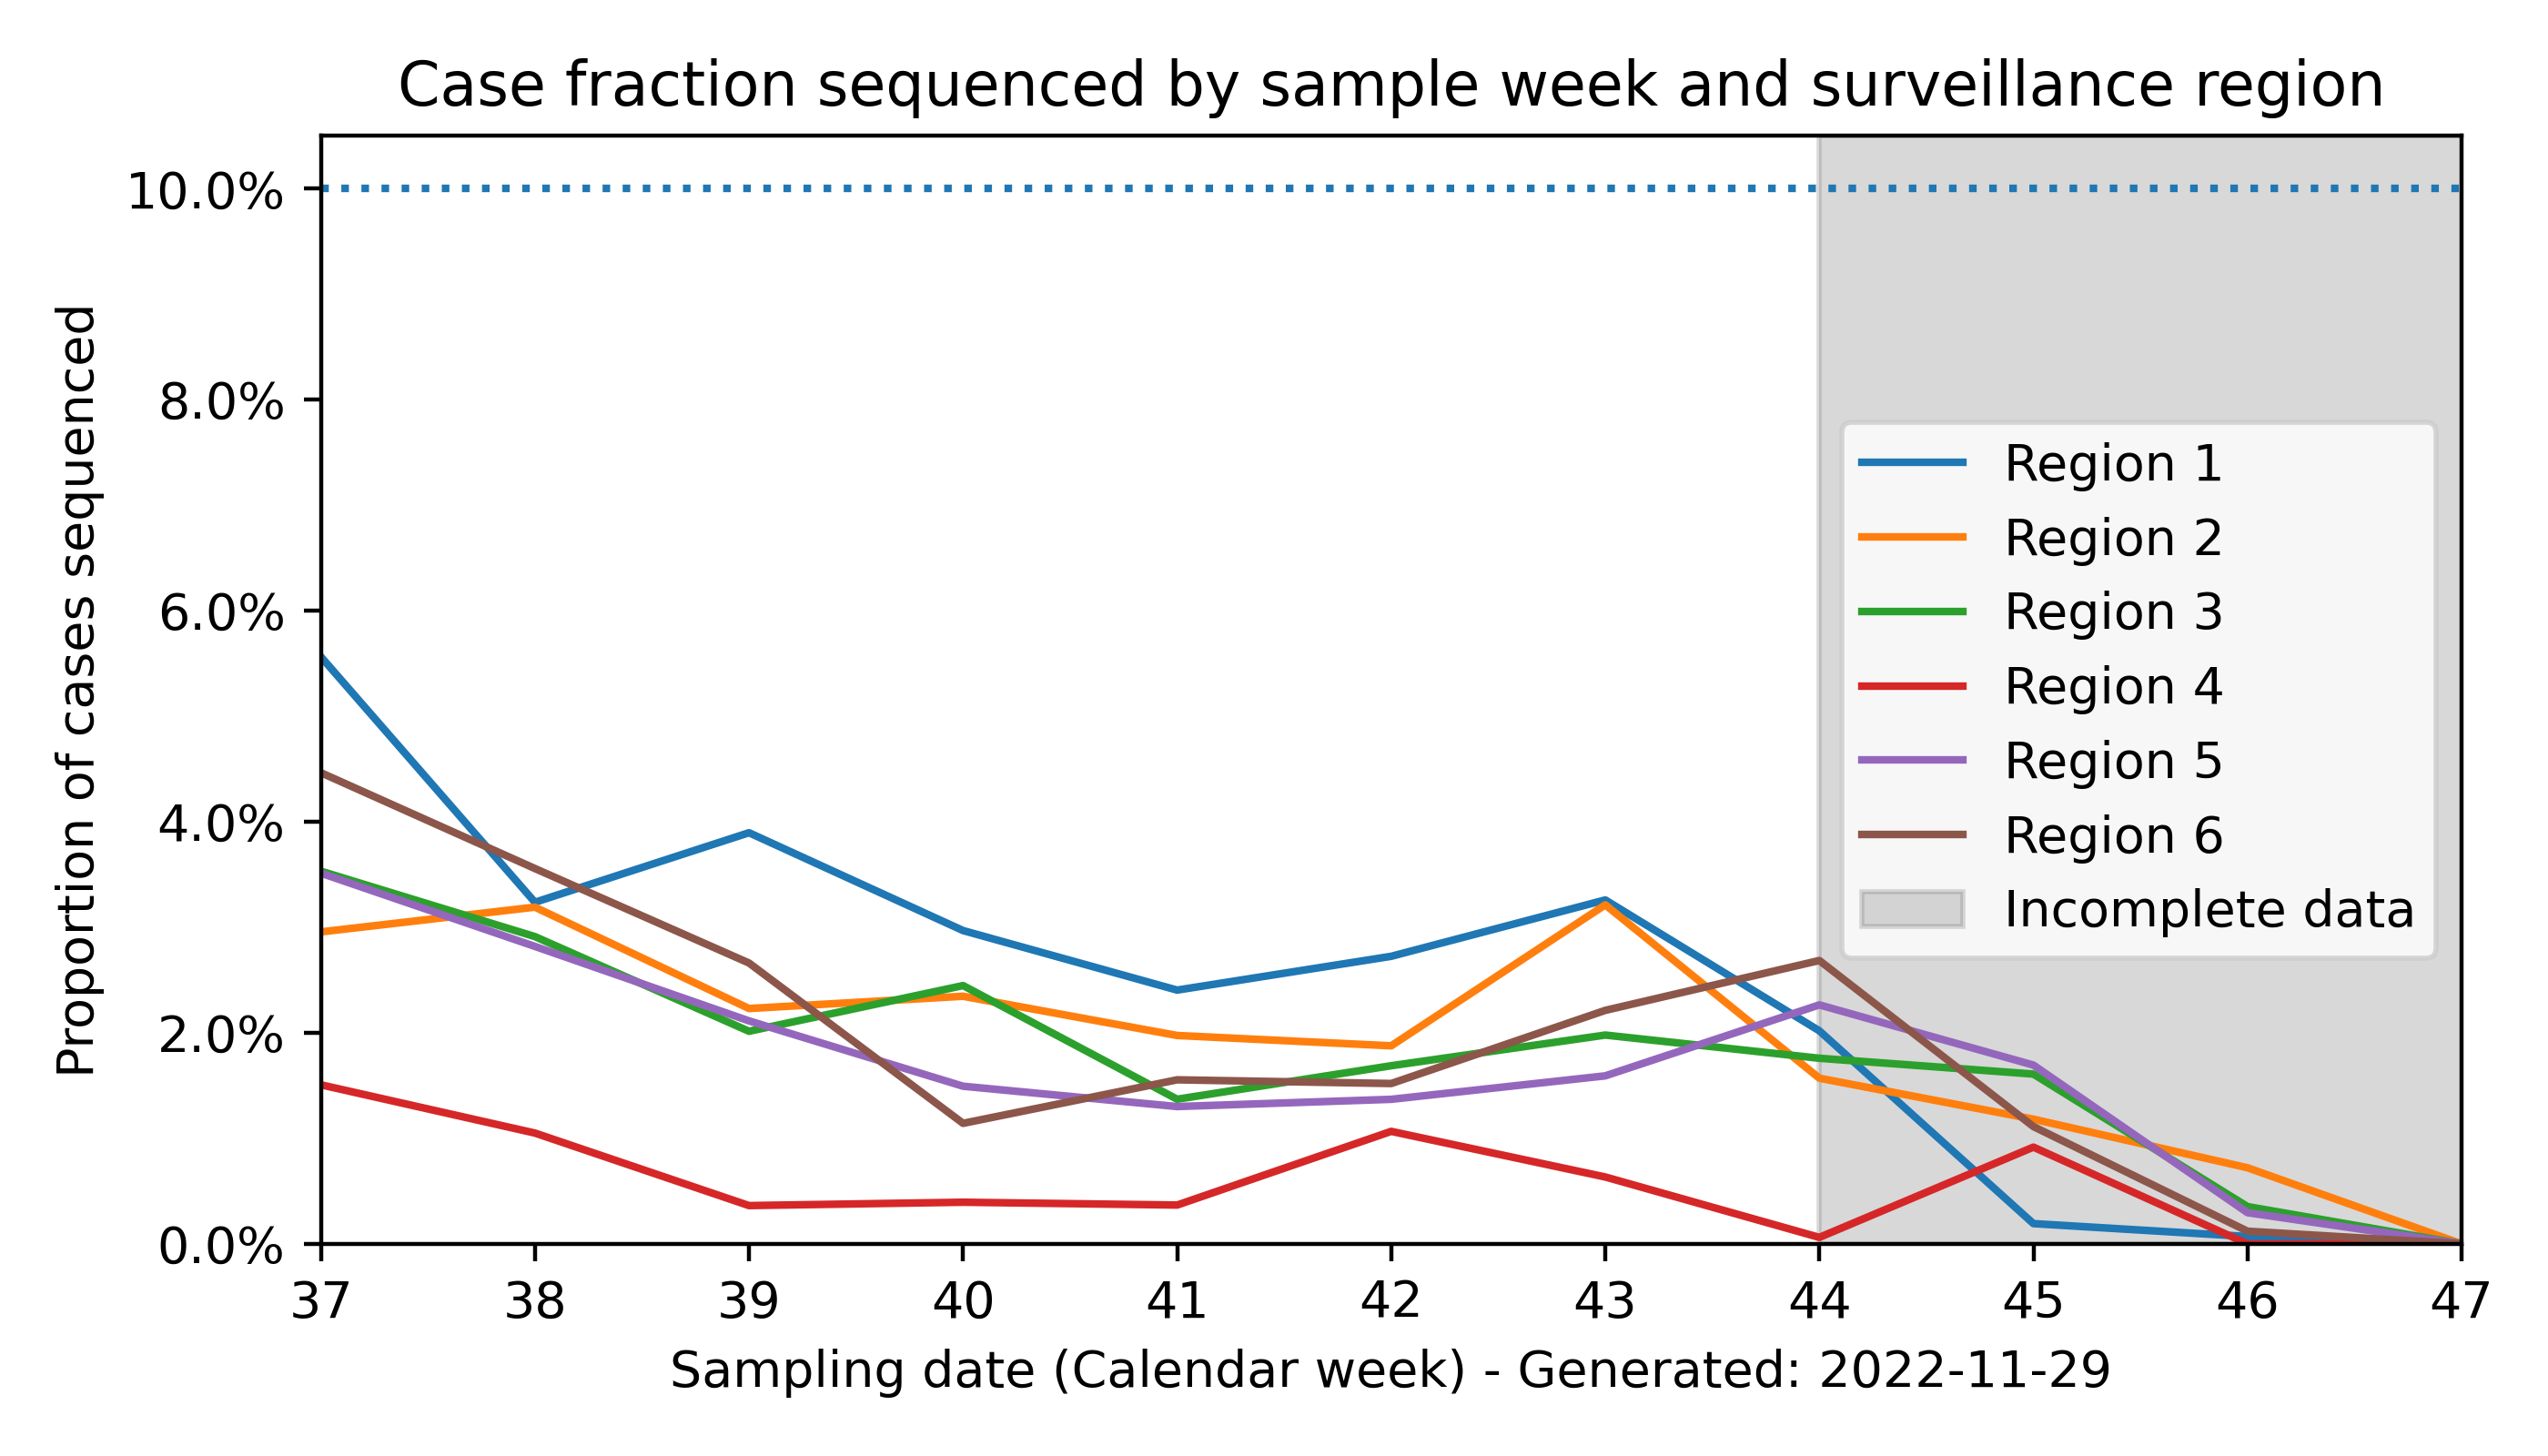 Case fraction sequenced by sample week and surveillance region
Proportion of cases sequenced
10.0%
8.0%
6.0%
4.0%
2.0%
0.0%
Region 1
Region 2
Region 3
Region 4
Region 5
Region 6
Incomplete data
37 38 39 40 41 42 43 44 45 46 47
Sampling date (Calendar week) - Generated: 2022-11-29